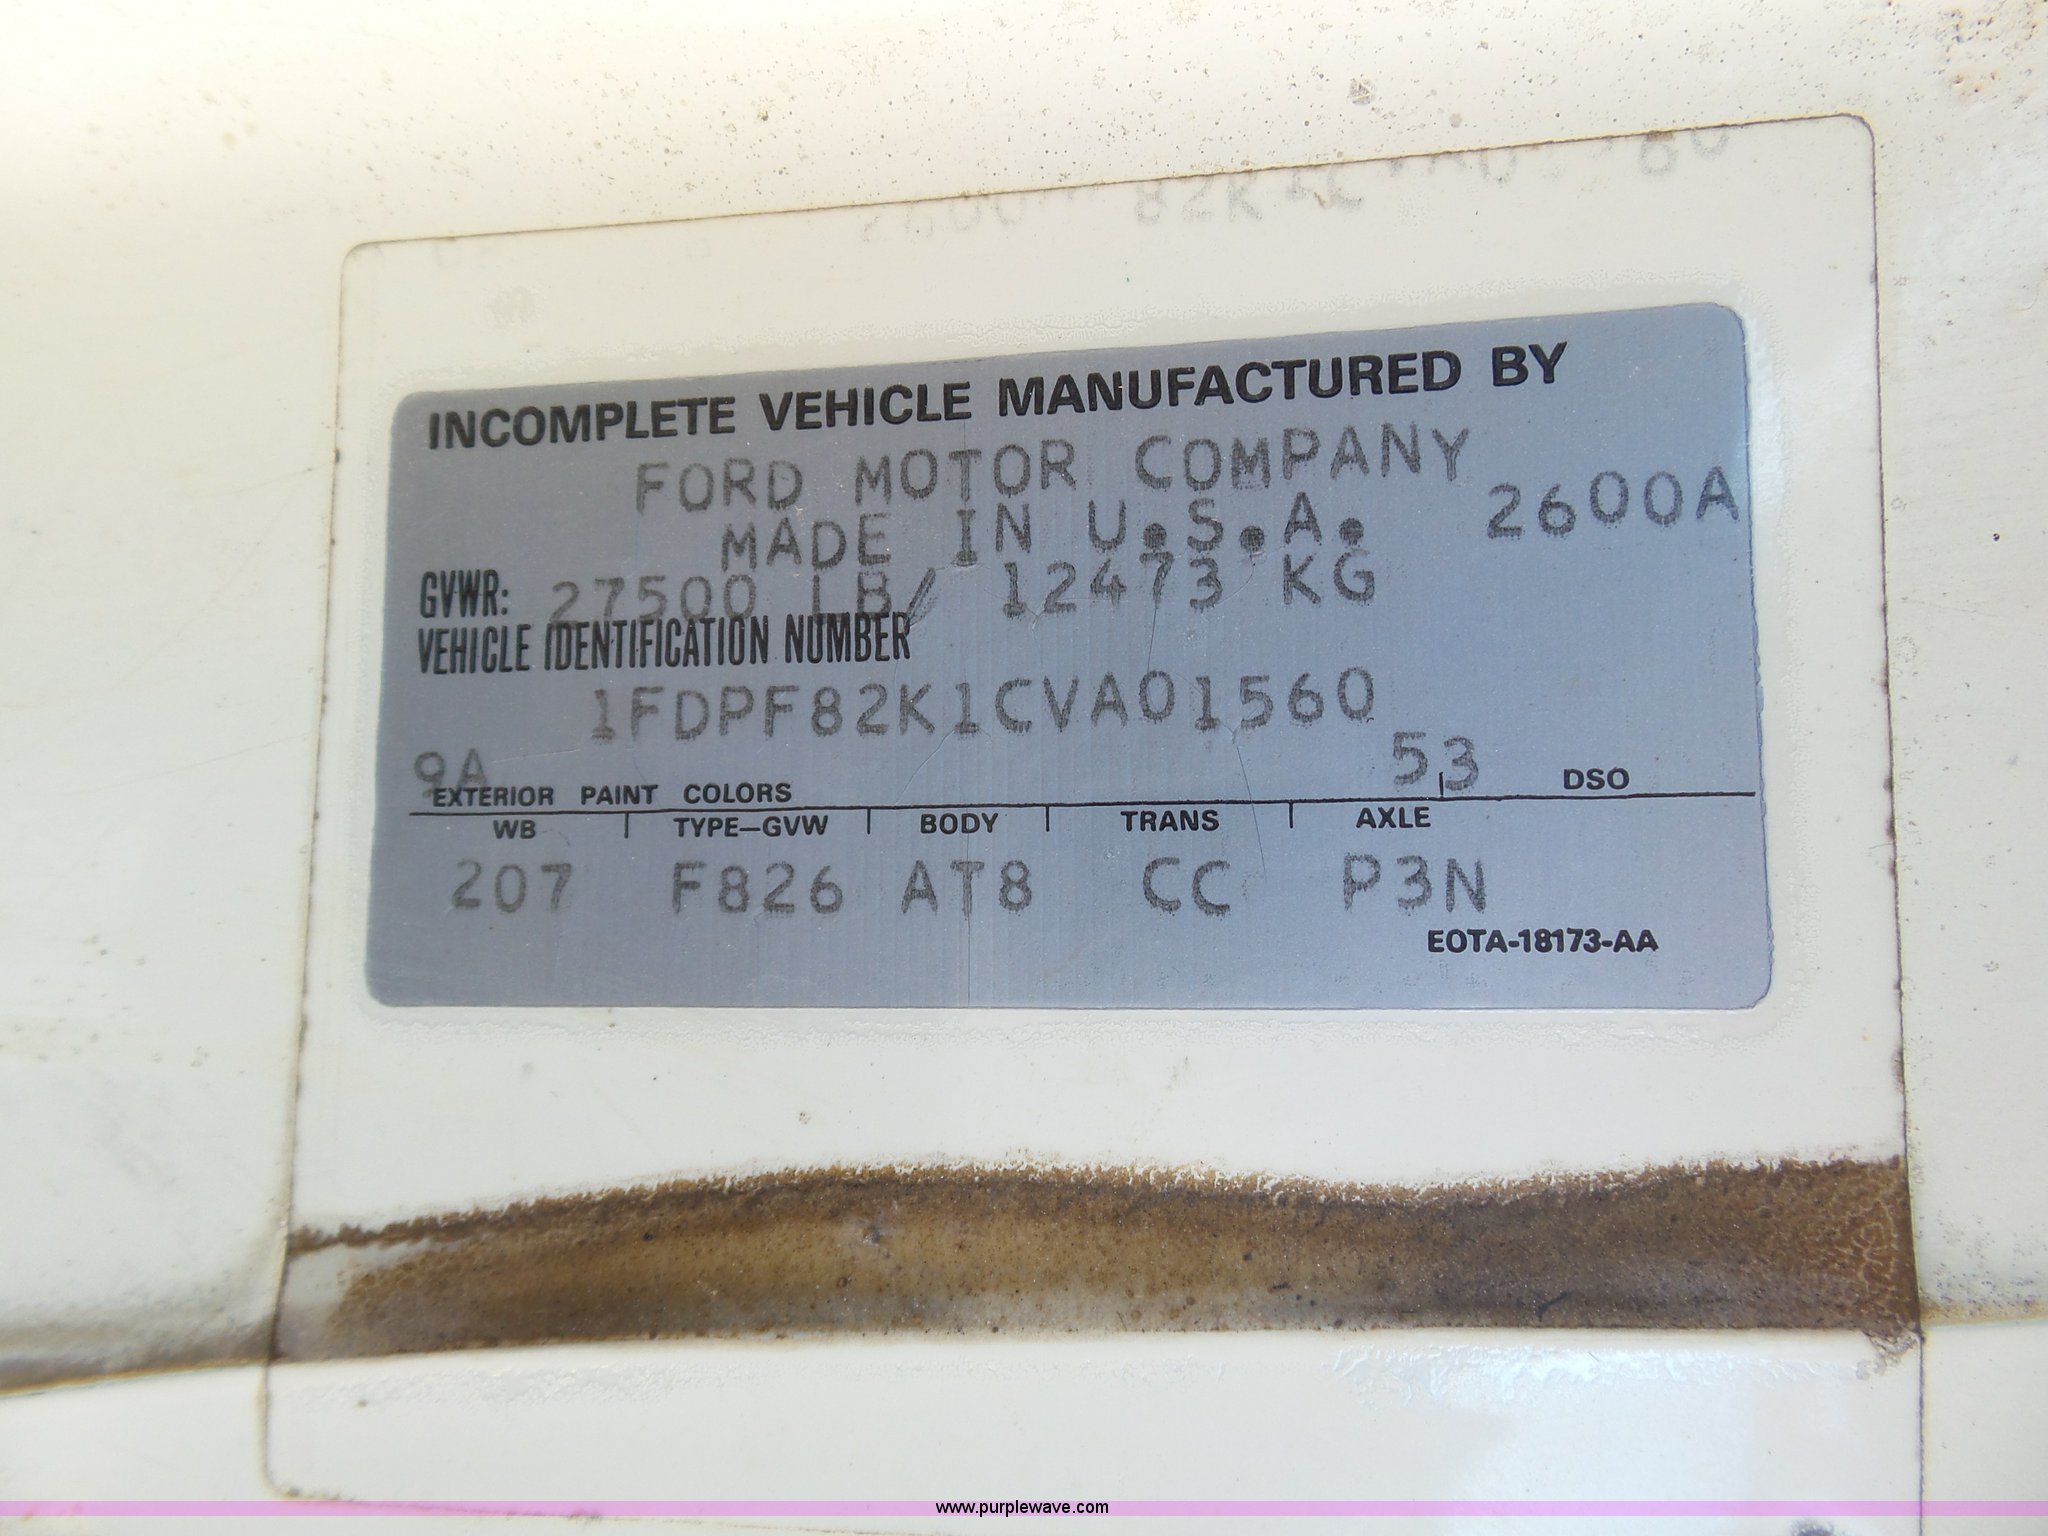 INCOMPLETE VEHICLE MANUFACTURED BY
FORD MOTOR COMPANY
MADE IN U.S.A. 2600A
GVWR: 27500 LB/ 12473 KG
VEHICLE IDENTIFICATION NUMBER
1FDPF82K1CVA01560
9A 53
EXTERIOR PAINT COLORS DSO
WB TYPE-GVW BODY TRANS AXLE
207 F826 AT8 CC P3N
EOTA-18173-AA
www.purplewave.com